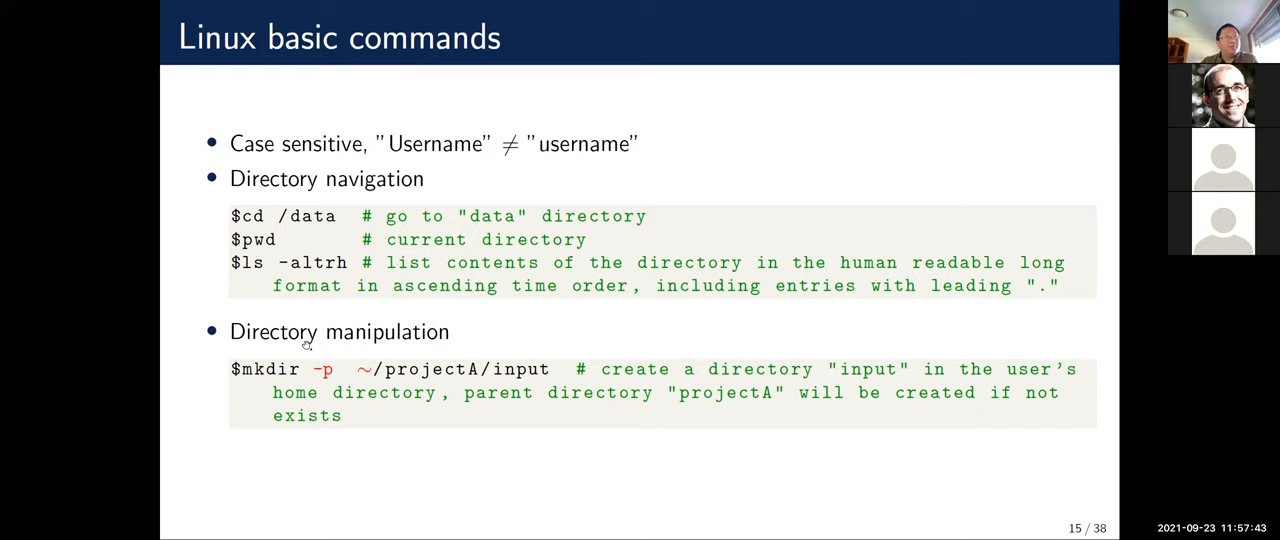 Linux basic commands
• Case sensitive, "Username" ≠ "username"
• Directory navigation
$cd /data # go to "data" directory
$pwd # current directory
$ls -altrh # list contents of the directory in the human readable long
format in ascending time order, including entries with leading "."
• Directory manipulation
$mkdir -p ~/projectA/input # create a directory "input" in the user's
home directory, parent directory "projectA" will be created if not
exists
15 / 38
2021-09-23 11:57:43